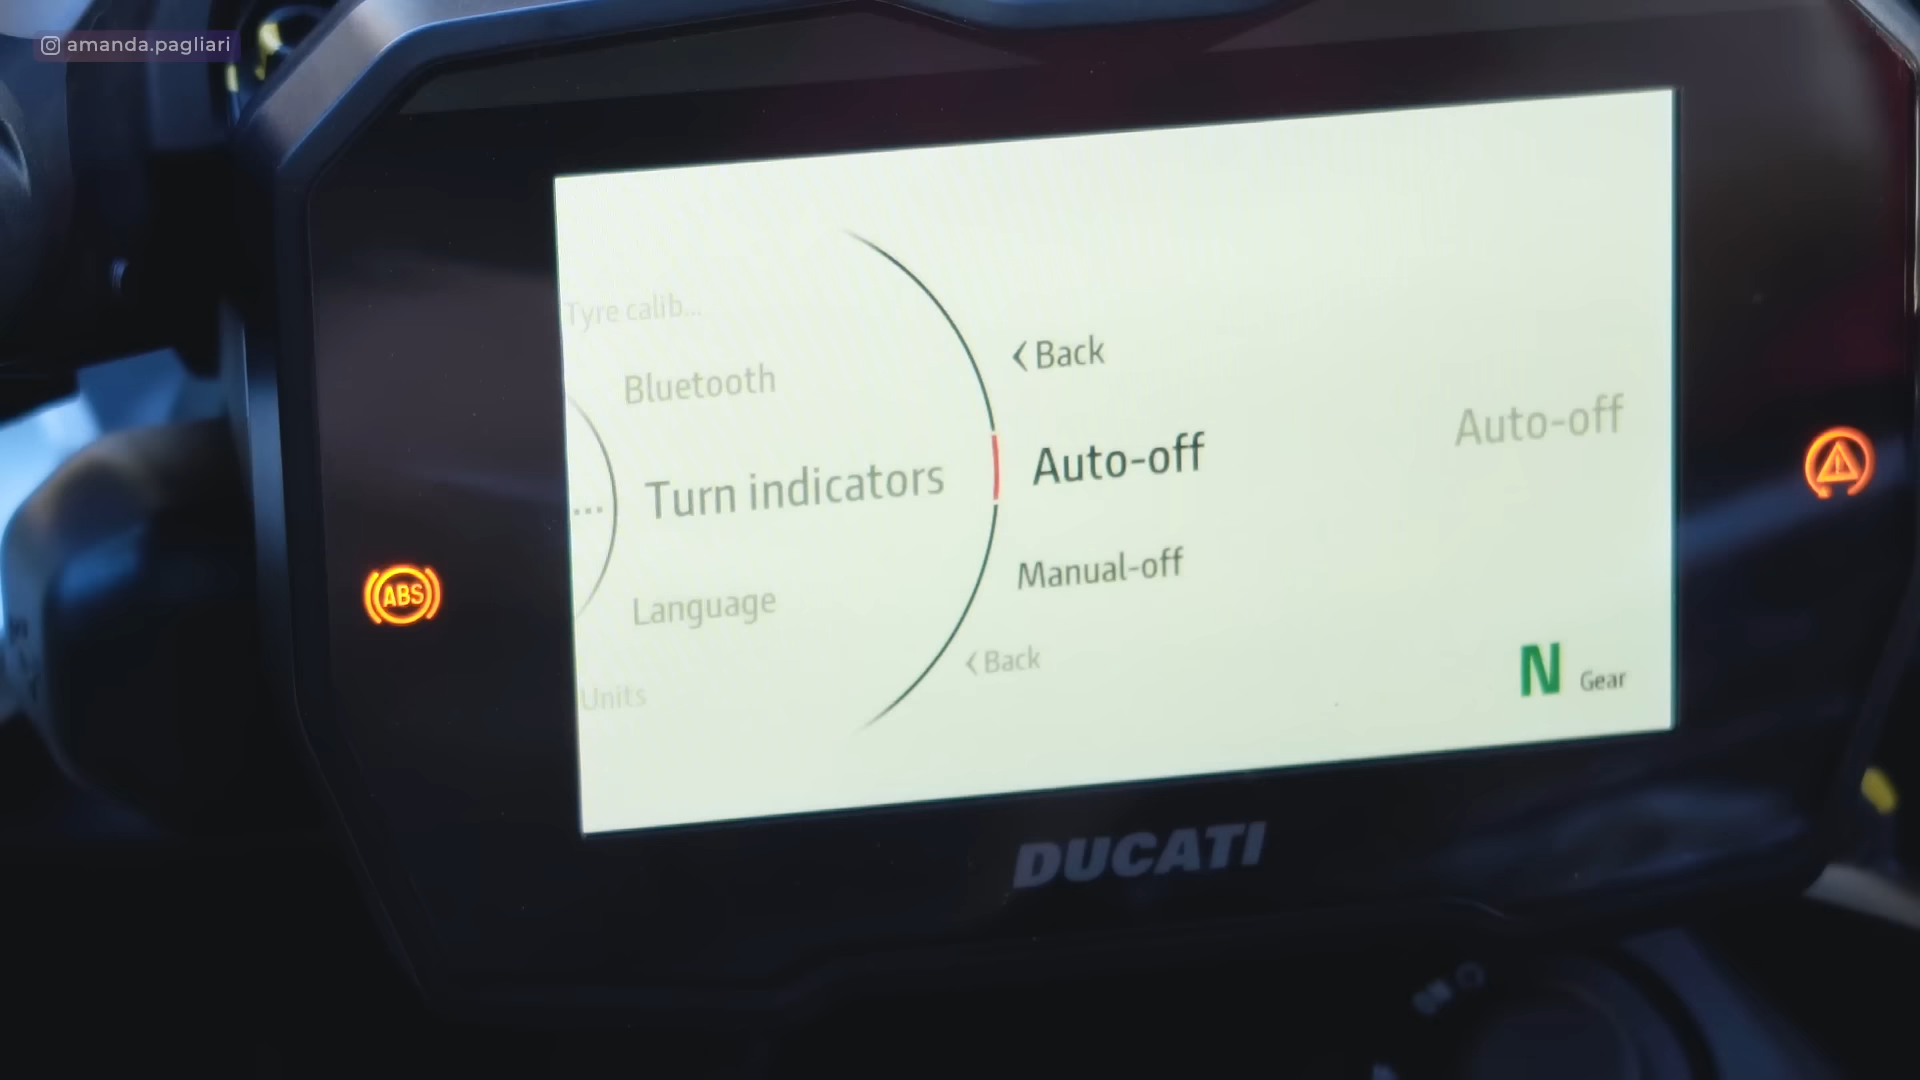 amanda.pagliari
Tyre calib...
Bluetooth
... Turn indicators
Language
Units
< Back
Auto-off
Manual-off
< Back
Auto-off
N Gear
ABS
DUCATI
ON